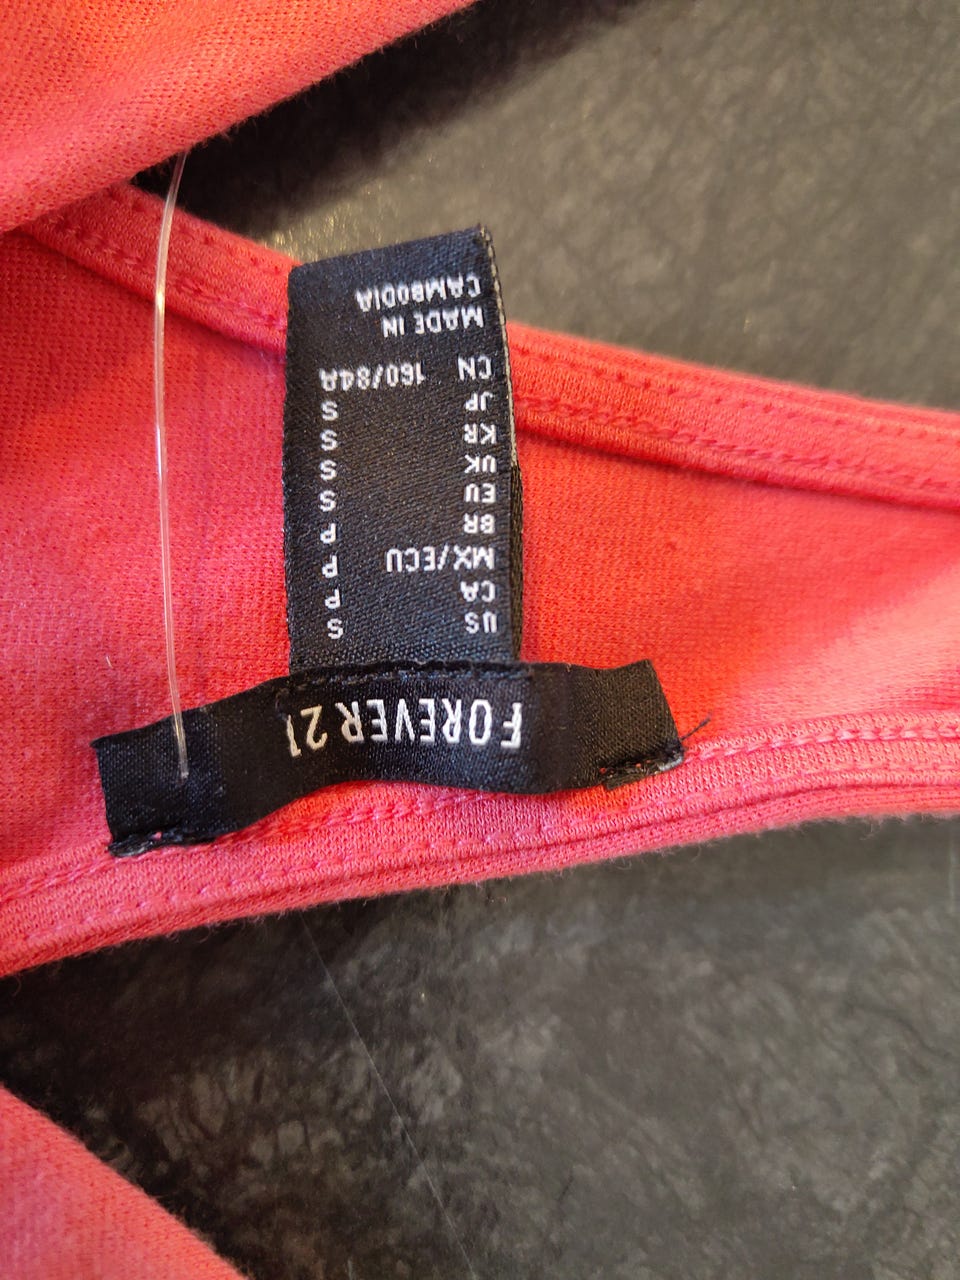 FOREVER 21
US S
CA P
MX/ECU P
BR P
EU S
UK S
KR S
JP S
CN 160/84A
MADE IN
CAMBODIA